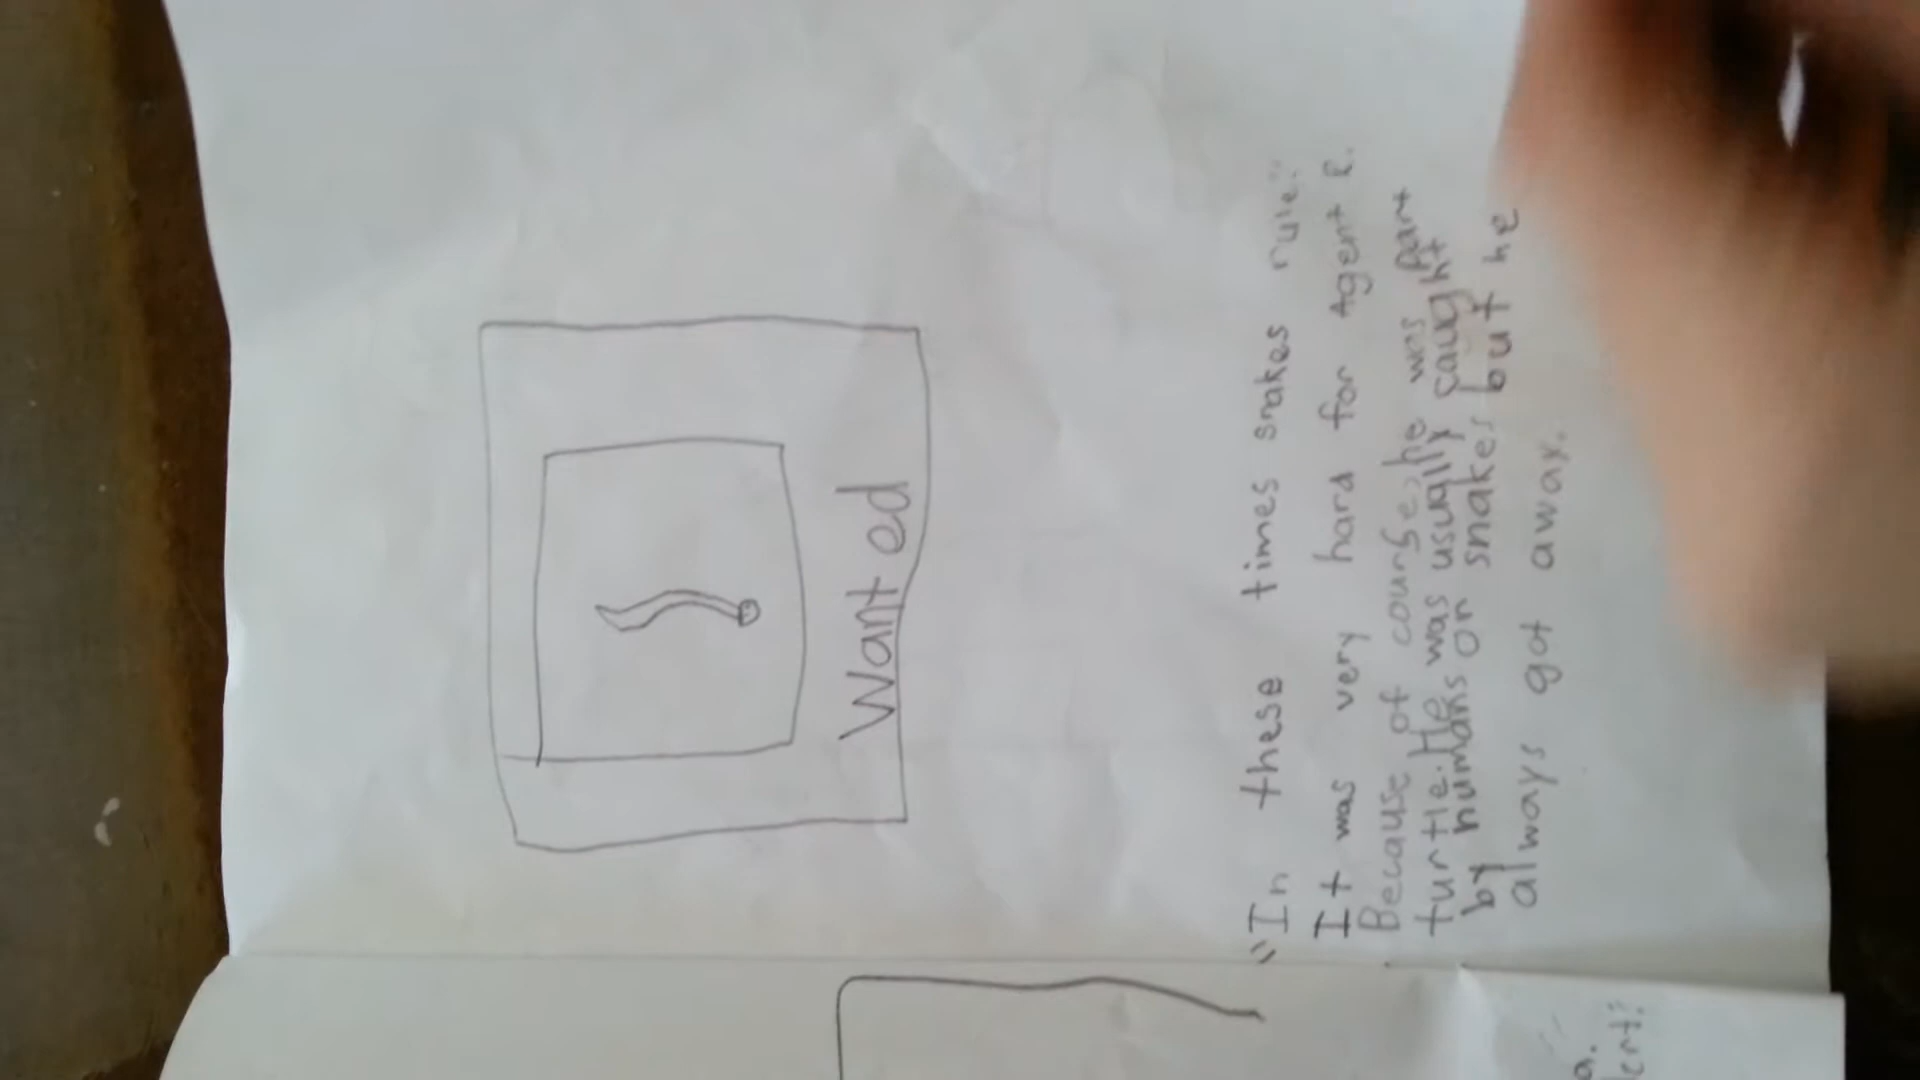 Wanted
"In these times snakes rule."
It was very hard for Agent R.
Because of course, he was part
turtle. He was usually caught
by humans or snakes but he
always got away.
a.